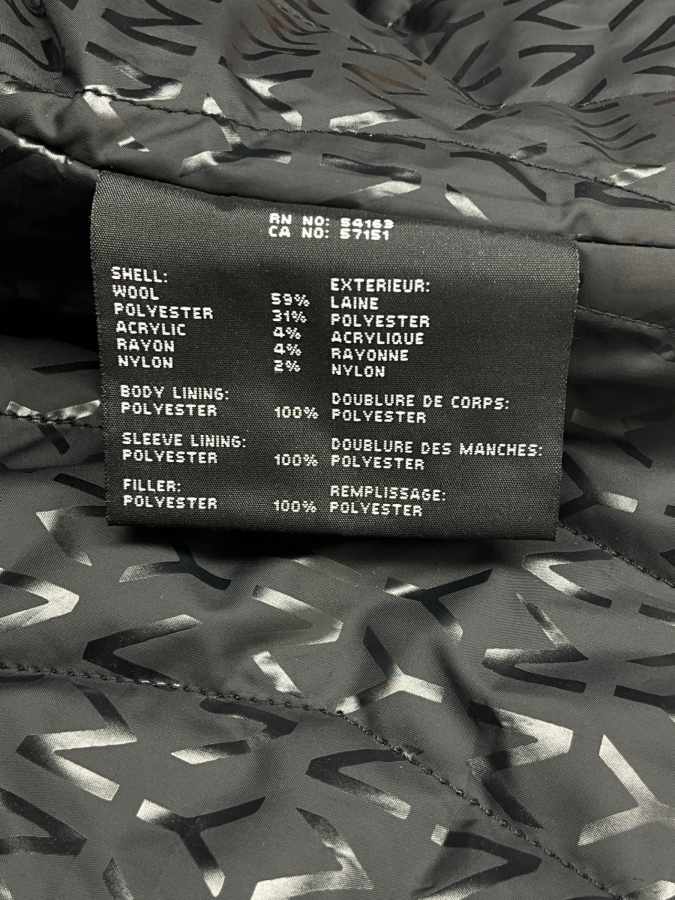 RN NO: 54163
CA NO: 57151
SHELL:
WOOL 59%
POLYESTER 31%
ACRYLIC 4%
RAYON 4%
NYLON 2%
EXTERIEUR:
LAINE
POLYESTER
ACRYLIQUE
RAYONNE
NYLON
BODY LINING:
POLYESTER 100%
DOUBLURE DE CORPS:
POLYESTER
SLEEVE LINING:
POLYESTER 100%
DOUBLURE DES MANCHES:
POLYESTER
FILLER:
POLYESTER 100%
REMPLISSAGE:
POLYESTER